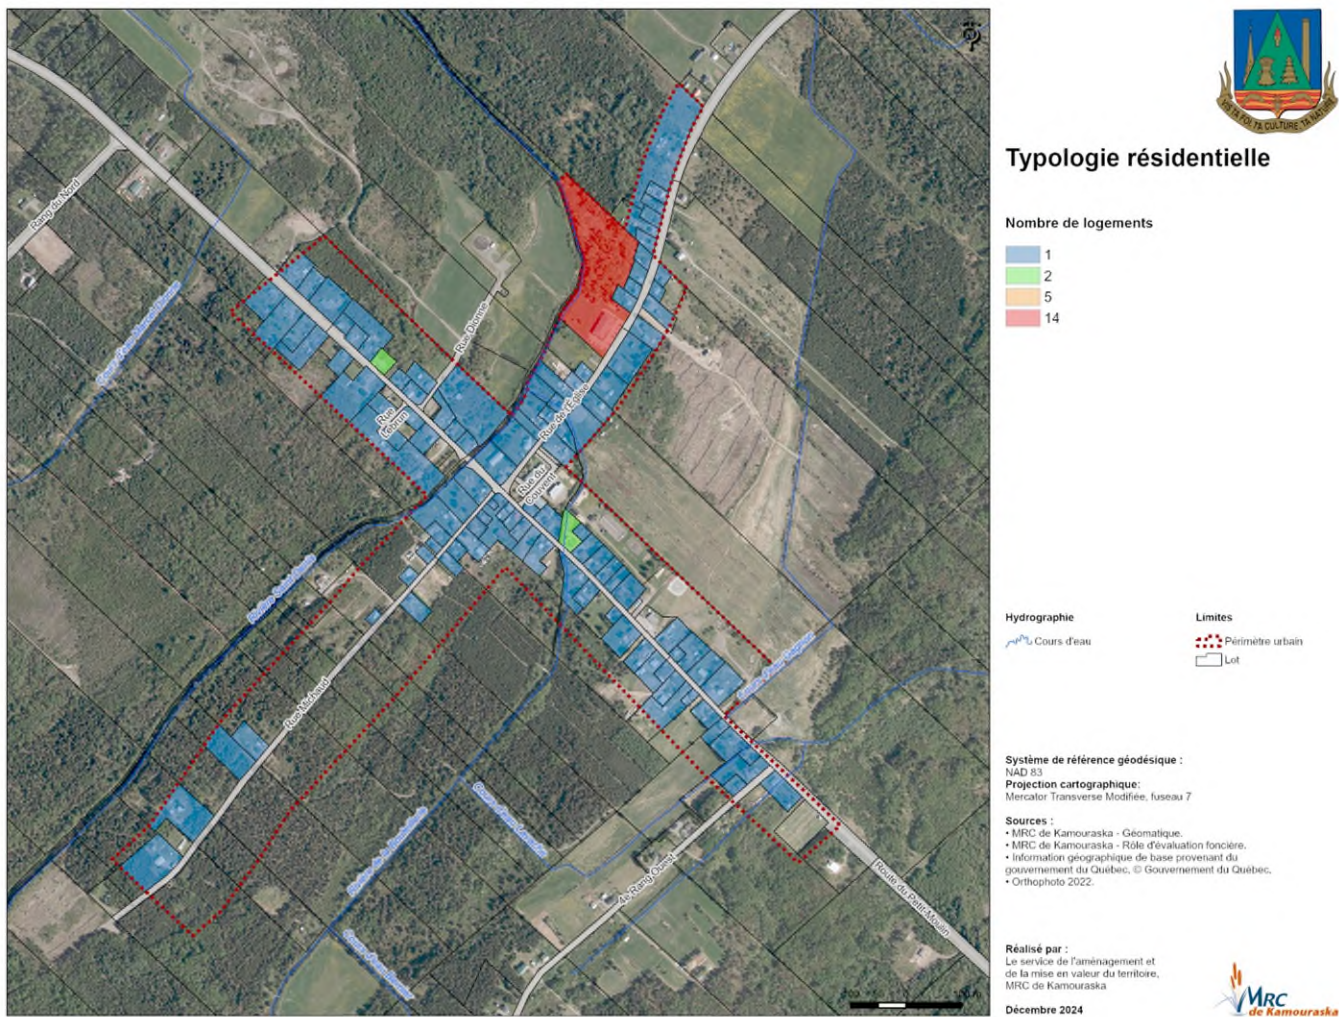 Typologie résidentielle
Nombre de logements
1
2
5
14
Hydrographie
Cours d'eau
Limites
Périmètre urbain
Lot
Système de référence géodésique :
NAD 83
Projection cartographique:
Mercator Transverse Modifiée, fuseau 7
Sources :
• MRC de Kamouraska - Géomatique.
• MRC de Kamouraska - Rôle d'évaluation foncière.
• Information géographique de base provenant du
gouvernement du Québec, © Gouvernement du Québec.
• Orthophoto 2022.
Réalisé par :
Le service de l'aménagement et
de la mise en valeur du territoire,
MRC de Kamouraska
Décembre 2024
MRC
de Kamouraska
Rang du Nord
Rue Dionne
Rue
Lebrun
Rue de l'Église
Rue du
Couvent
Rue Michaud
4e Rang Ouest
Route du Petit-Moulin
N